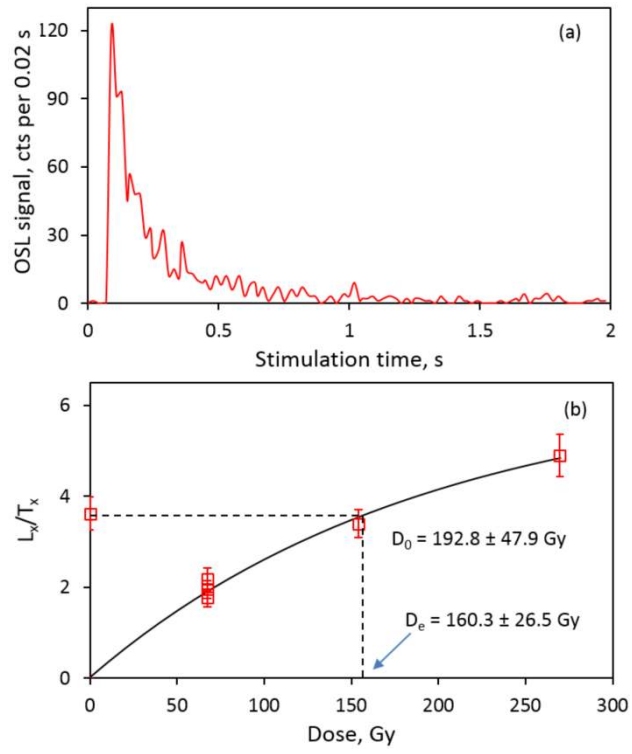 (a)
OSL signal, cts per 0.02 s
120
90
60
30
0
0 0.5 1 1.5 2
Stimulation time, s
(b)
Lₓ/Tₓ
6
4
2
0
D₀ = 192.8 ± 47.9 Gy
Dₑ = 160.3 ± 26.5 Gy
0 50 100 150 200 250 300
Dose, Gy